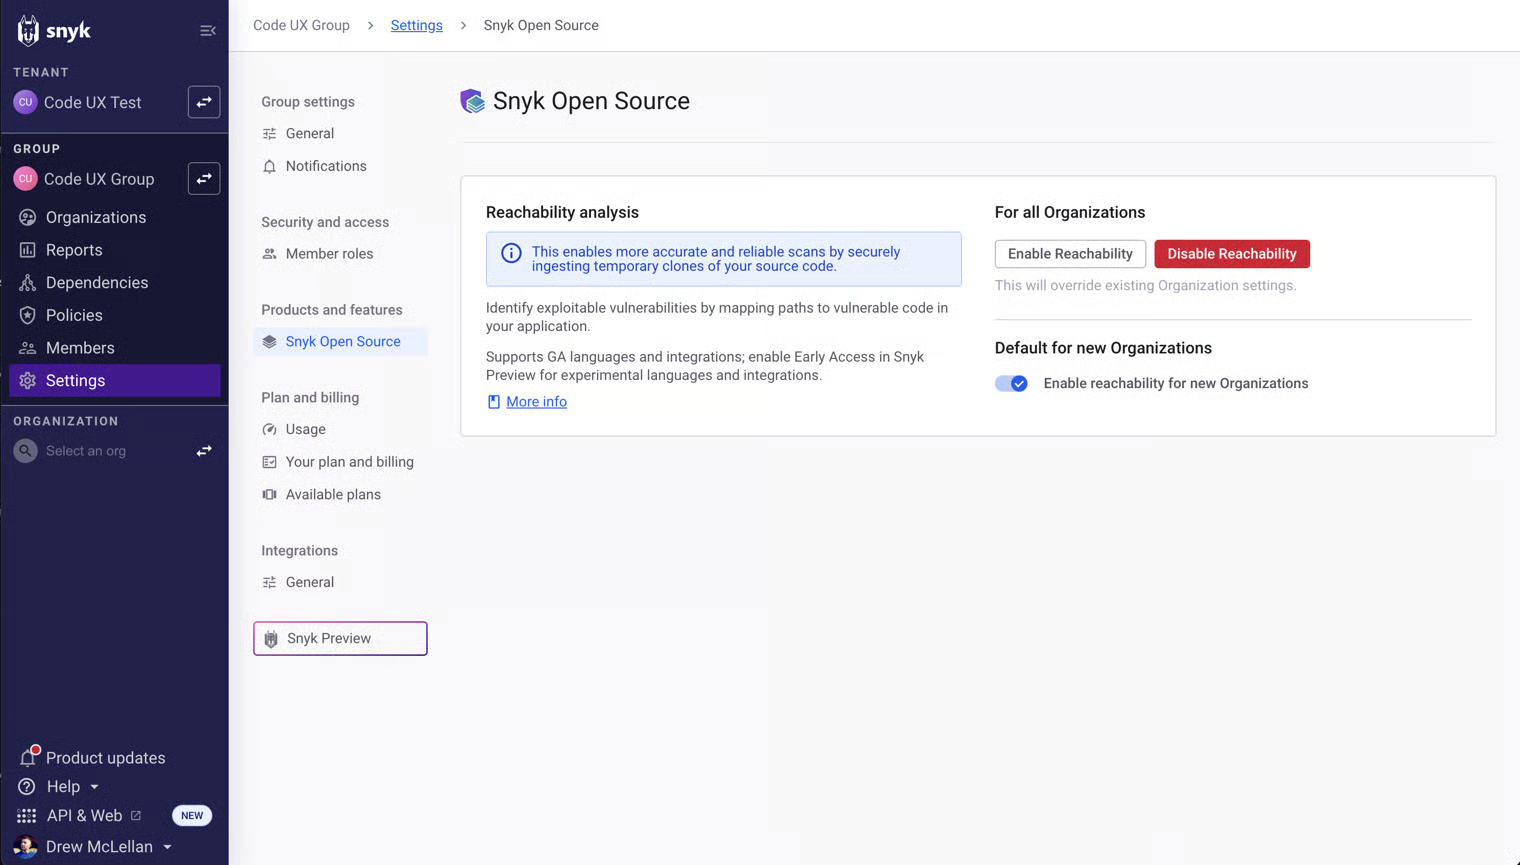 snyk
TENANT
CU Code UX Test
GROUP
CU Code UX Group
Organizations
Reports
Dependencies
Policies
Members
Settings
ORGANIZATION
Select an org
Product updates
Help
API & Web NEW
Drew McLellan
Code UX Group > Settings > Snyk Open Source
Group settings
General
Notifications
Security and access
Member roles
Products and features
Snyk Open Source
Plan and billing
Usage
Your plan and billing
Available plans
Integrations
General
Snyk Preview
Snyk Open Source
Reachability analysis
This enables more accurate and reliable scans by securely
ingesting temporary clones of your source code.
Identify exploitable vulnerabilities by mapping paths to vulnerable code in
your application.
Supports GA languages and integrations; enable Early Access in Snyk
Preview for experimental languages and integrations.
More info
For all Organizations
Enable Reachability Disable Reachability
This will override existing Organization settings.
Default for new Organizations
Enable reachability for new Organizations